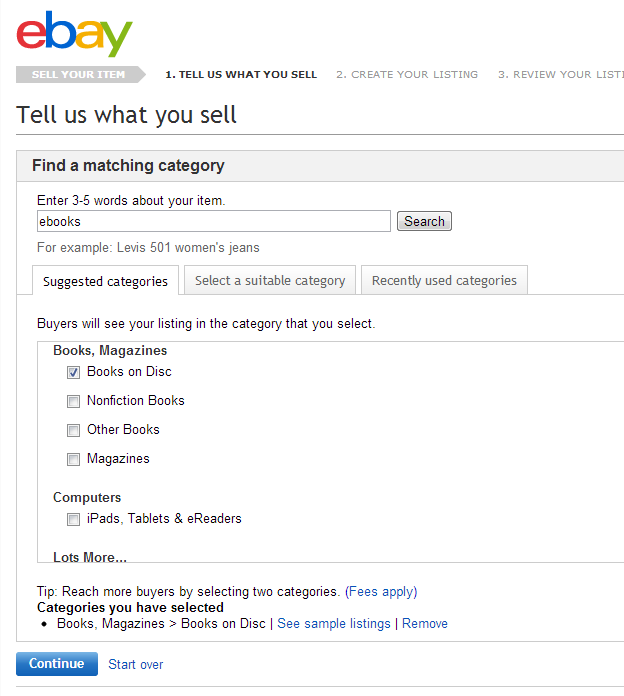 ebay
SELL YOUR ITEM 1. TELL US WHAT YOU SELL 2. CREATE YOUR LISTING 3. REVIEW YOUR LISTI
Tell us what you sell
Find a matching category
Enter 3-5 words about your item.
ebooks Search
For example: Levis 501 women's jeans
Suggested categories Select a suitable category Recently used categories
Buyers will see your listing in the category that you select.
Books, Magazines
Books on Disc
Nonfiction Books
Other Books
Magazines
Computers
iPads, Tablets & eReaders
Lots More...
Tip: Reach more buyers by selecting two categories. (Fees apply)
Categories you have selected
• Books, Magazines > Books on Disc | See sample listings | Remove
Continue Start over